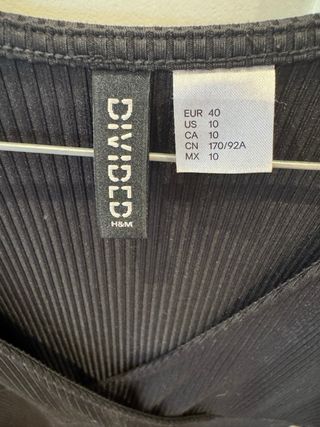 DIVIDED
H&M
EUR 40
US 10
CA 10
CN 170/92A
MX 10